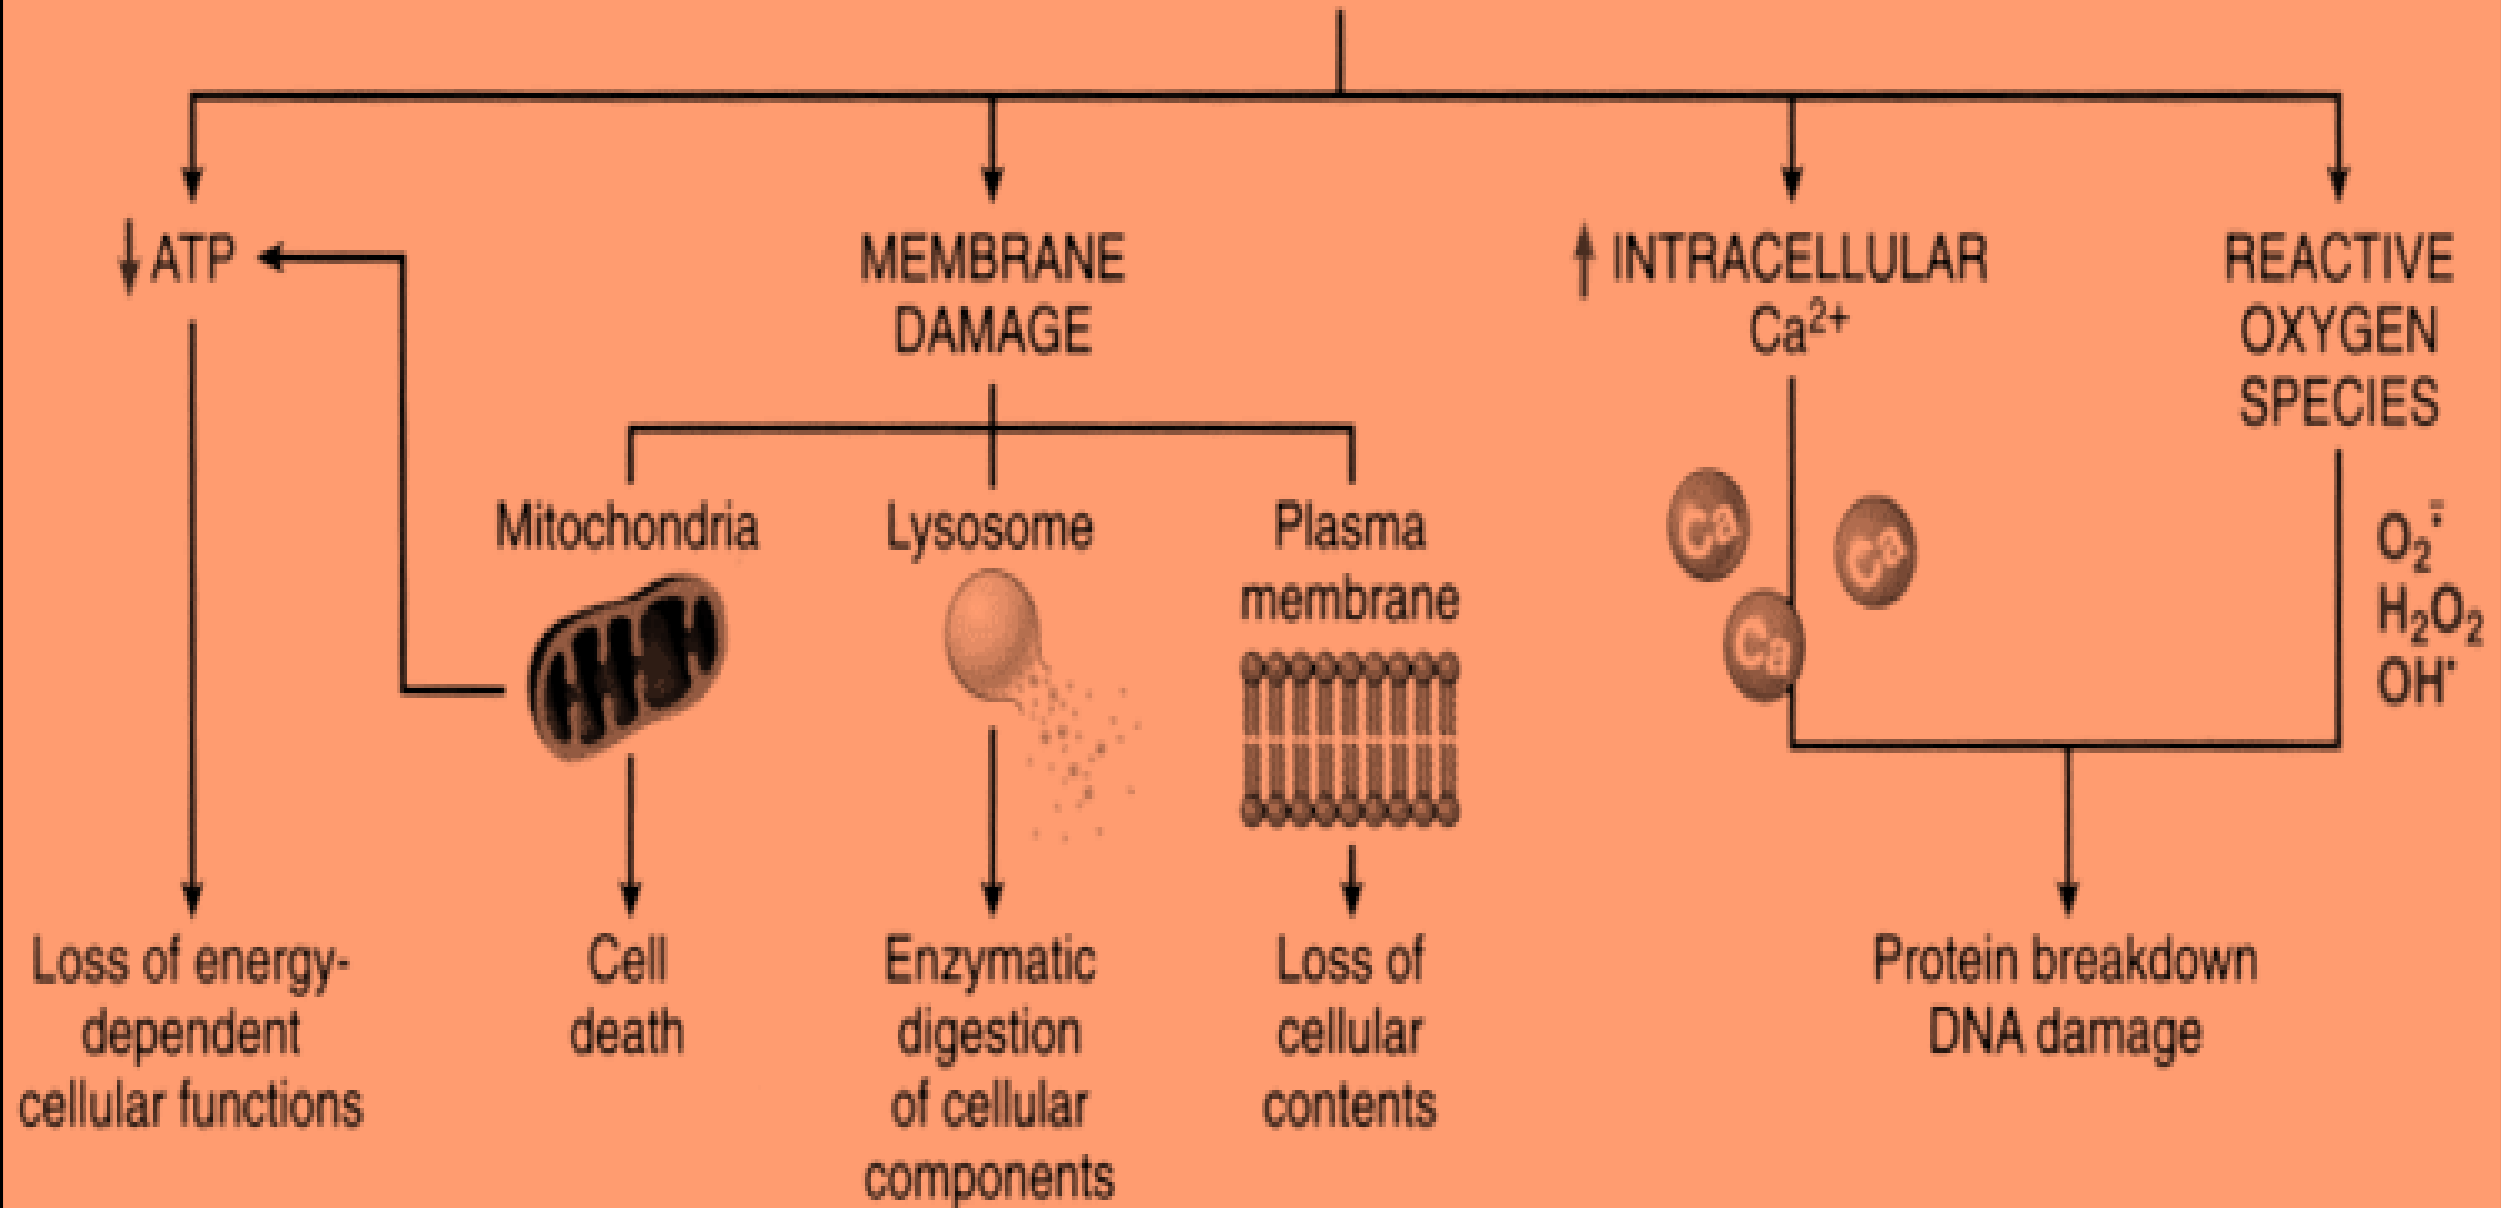 ↓ ATP
MEMBRANE
DAMAGE
↑ INTRACELLULAR
Ca²⁺
REACTIVE
OXYGEN
SPECIES
Mitochondria
Lysosome
Plasma
membrane
Ca
Ca
Ca
O₂⁻•
H₂O₂
OH•
Loss of energy-
dependent
cellular functions
Cell
death
Enzymatic
digestion
of cellular
components
Loss of
cellular
contents
Protein breakdown
DNA damage